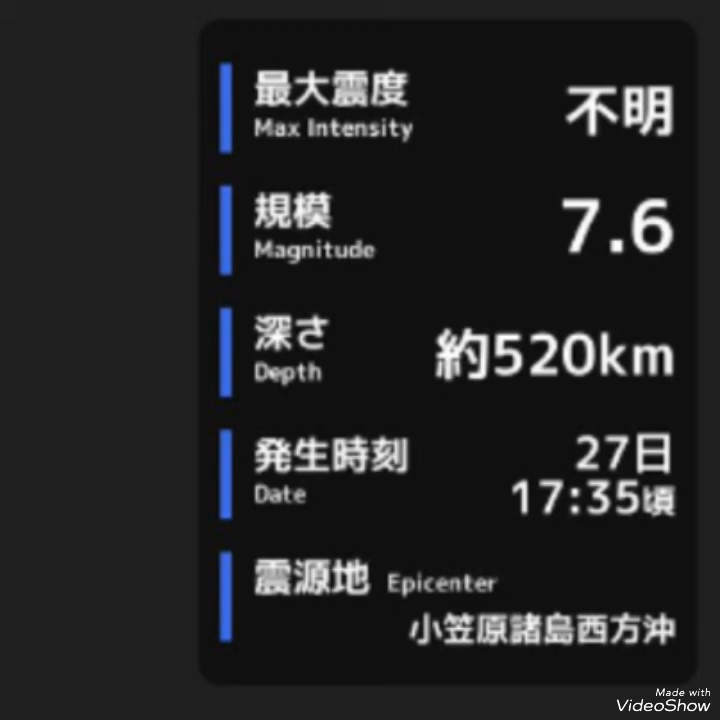 最大震度
Max Intensity
不明
規模
Magnitude
7.6
深さ
Depth
約520km
発生時刻
Date
27日
17:35頃
震源地 Epicenter
小笠原諸島西方沖
Made with
VideoShow